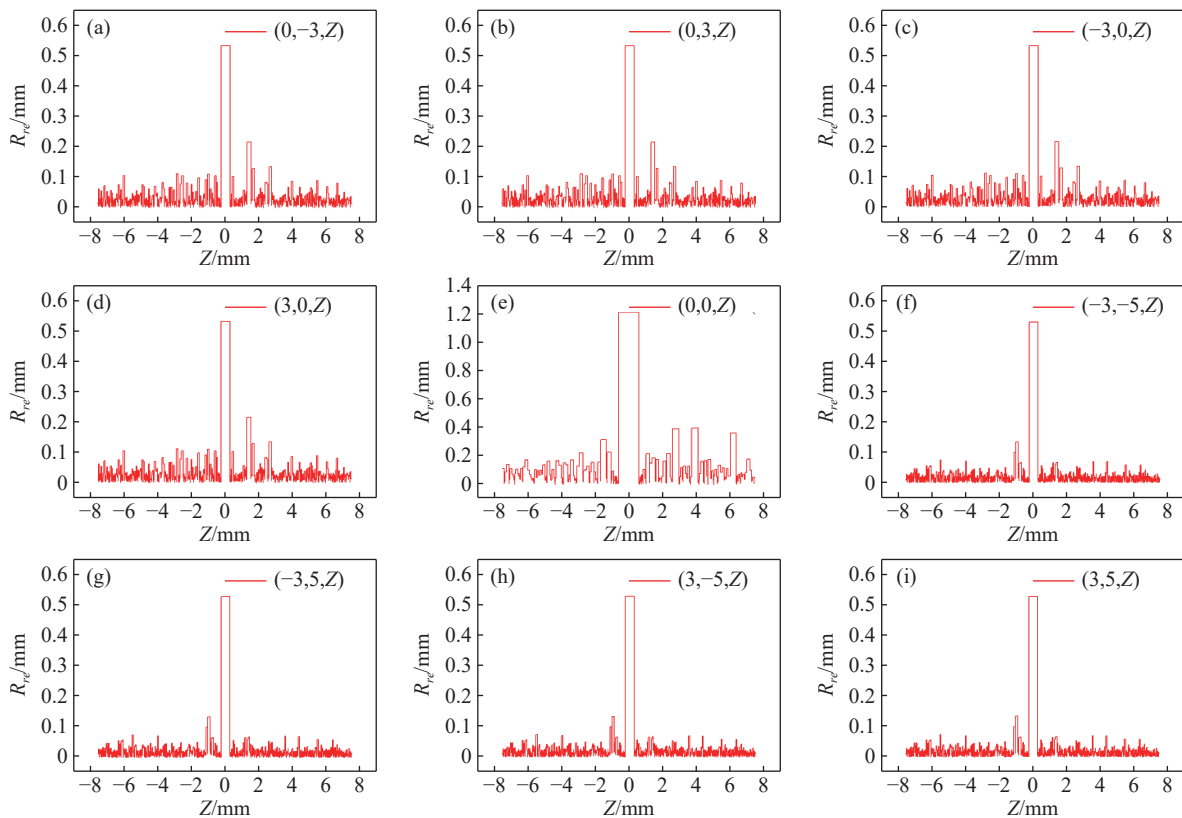 (a) (0,−3,Z)
0.6
0.5
0.4
0.3
0.2
0.1
0
R_re/mm
−8 −6 −4 −2 0 2 4 6 8
Z/mm
(b) (0,3,Z)
0.6
0.5
0.4
0.3
0.2
0.1
0
R_re/mm
−8 −6 −4 −2 0 2 4 6 8
Z/mm
(c) (−3,0,Z)
0.6
0.5
0.4
0.3
0.2
0.1
0
R_re/mm
−8 −6 −4 −2 0 2 4 6 8
Z/mm
(d) (3,0,Z)
0.6
0.5
0.4
0.3
0.2
0.1
0
R_re/mm
−8 −6 −4 −2 0 2 4 6 8
Z/mm
(e) (0,0,Z)
1.4
1.2
1.0
0.8
0.6
0.4
0.2
0
R_re/mm
−8 −6 −4 −2 0 2 4 6 8
Z/mm
(f) (−3,−5,Z)
0.6
0.5
0.4
0.3
0.2
0.1
0
R_re/mm
−8 −6 −4 −2 0 2 4 6 8
Z/mm
(g) (−3,5,Z)
0.6
0.5
0.4
0.3
0.2
0.1
0
R_re/mm
−8 −6 −4 −2 0 2 4 6 8
Z/mm
(h) (3,−5,Z)
0.6
0.5
0.4
0.3
0.2
0.1
0
R_re/mm
−8 −6 −4 −2 0 2 4 6 8
Z/mm
(i) (3,5,Z)
0.6
0.5
0.4
0.3
0.2
0.1
0
R_re/mm
−8 −6 −4 −2 0 2 4 6 8
Z/mm